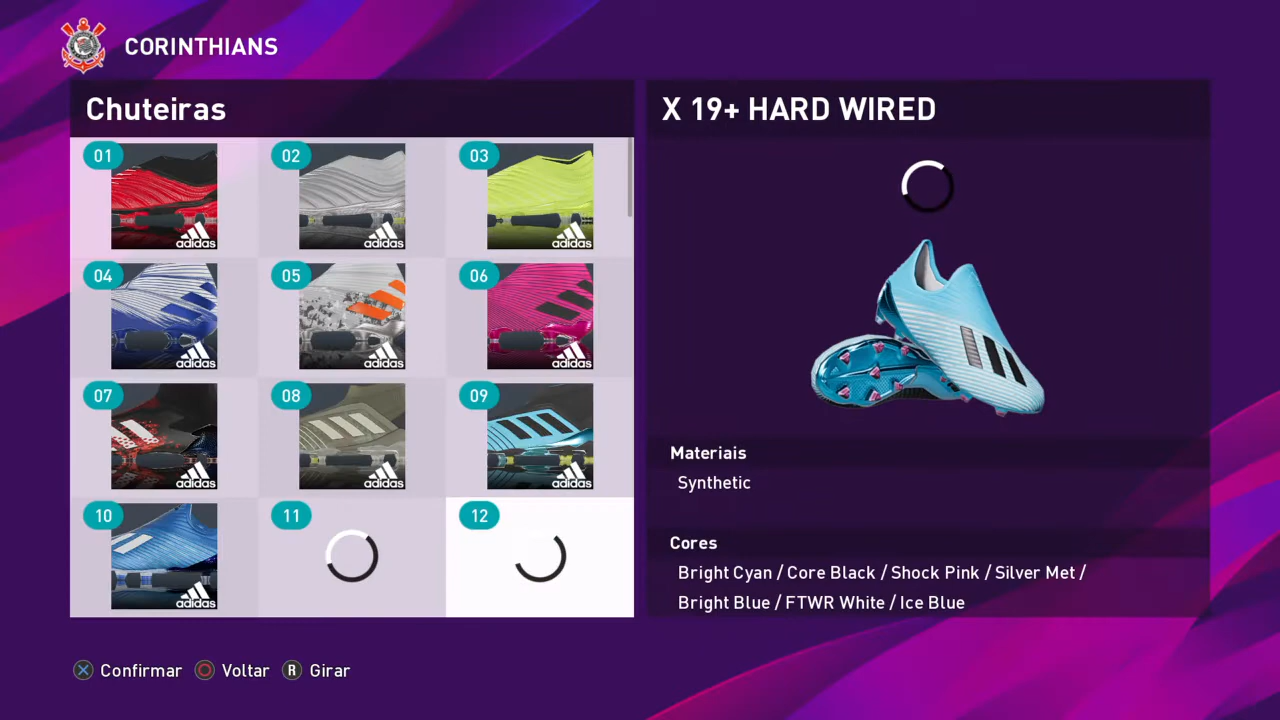 CORINTHIANS
Chuteiras
X 19+ HARD WIRED
01
02
03
adidas
adidas
adidas
04
05
06
adidas
adidas
adidas
07
08
09
adidas
adidas
adidas
10
11
12
adidas
Materiais
Synthetic
Cores
Bright Cyan / Core Black / Shock Pink / Silver Met /
Bright Blue / FTWR White / Ice Blue
Confirmar
Voltar
R Girar